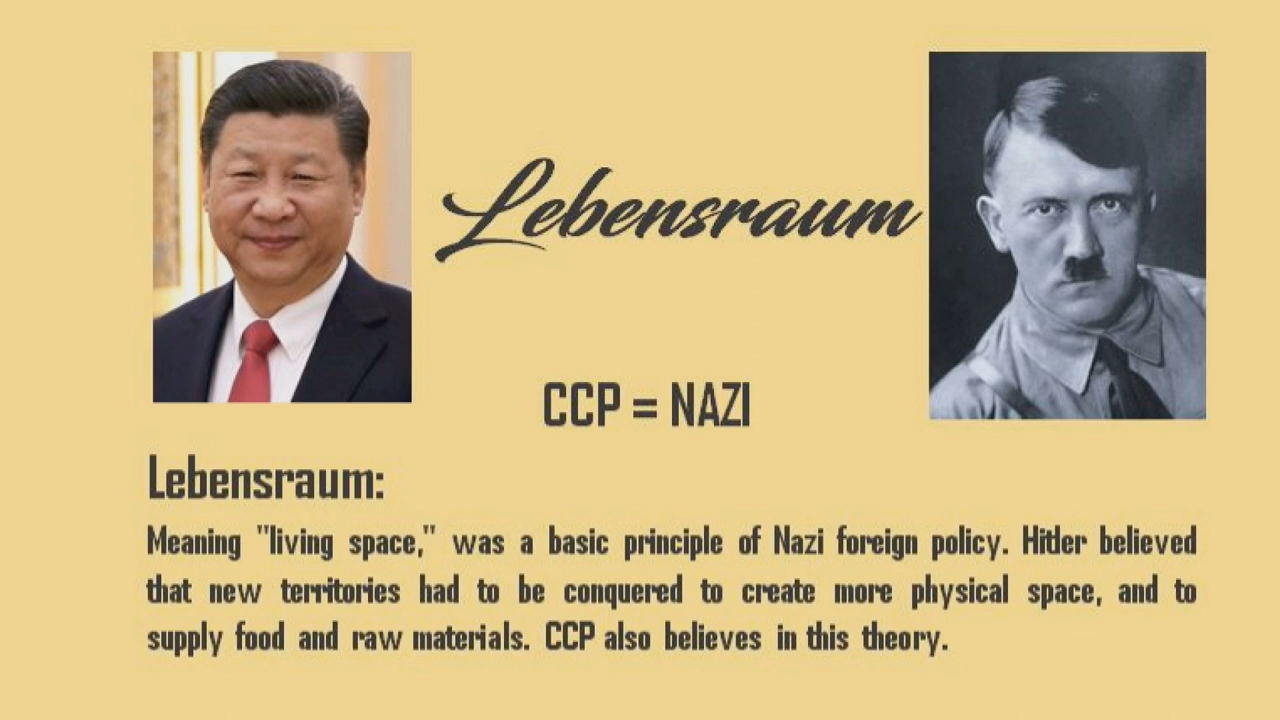 Lebensraum
CCP = NAZI
Lebensraum:
Meaning "living space," was a basic principle of Nazi foreign policy. Hitler believed
that new territories had to be conquered to create more physical space, and to
supply food and raw materials. CCP also believes in this theory.